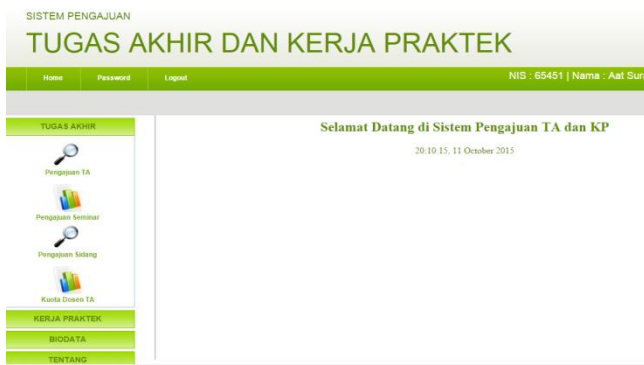 SISTEM PENGAJUAN
TUGAS AKHIR DAN KERJA PRAKTEK
Home Password Logout NIS : 65451 | Nama : Aat Sur
TUGAS AKHIR
Pengajuan TA
Pengajuan Seminar
Pengajuan Sidang
Kuota Dosen TA
KERJA PRAKTEK
BIODATA
TENTANG
Selamat Datang di Sistem Pengajuan TA dan KP
20:10:15, 11 October 2015